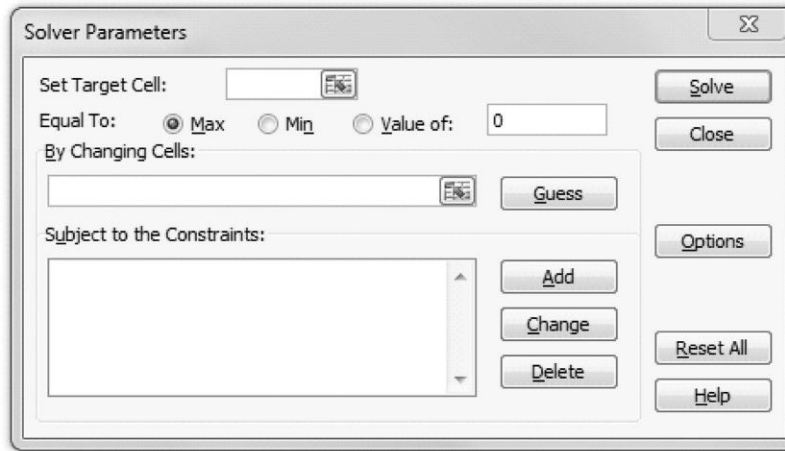 Solver Parameters
Set Target Cell:
Solve
Equal To: Max Min Value of: 0
Close
By Changing Cells:
Guess
Subject to the Constraints:
Options
Add
Change
Reset All
Delete
Help